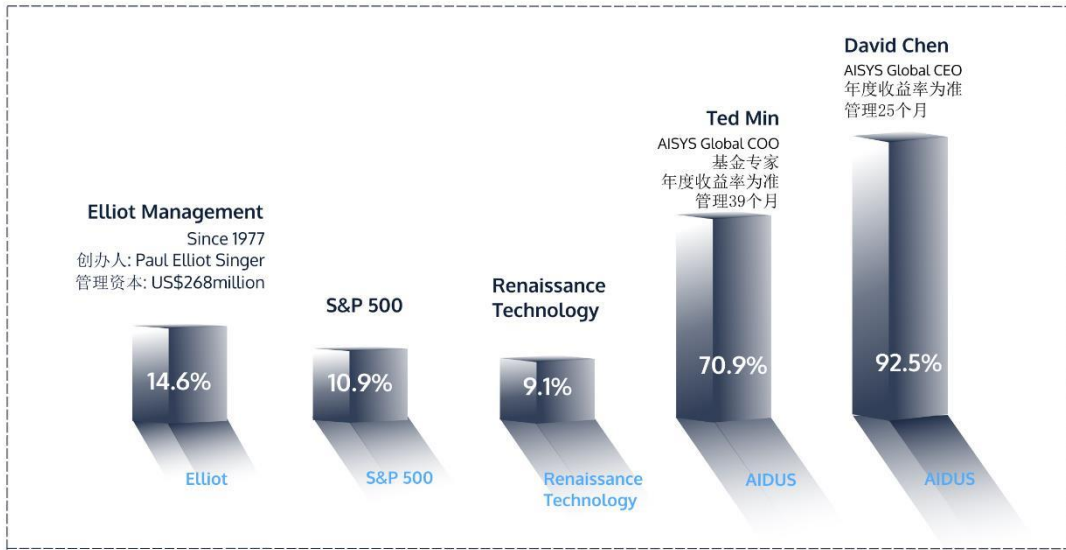 Elliot Management
Since 1977
创办人: Paul Elliot Singer
管理资本: US$268million
14.6%
Elliot
S&P 500
10.9%
S&P 500
Renaissance
Technology
9.1%
Renaissance
Technology
Ted Min
AISYS Global COO
基金专家
年度收益率为准
管理39个月
70.9%
AIDUS
David Chen
AISYS Global CEO
年度收益率为准
管理25个月
92.5%
AIDUS